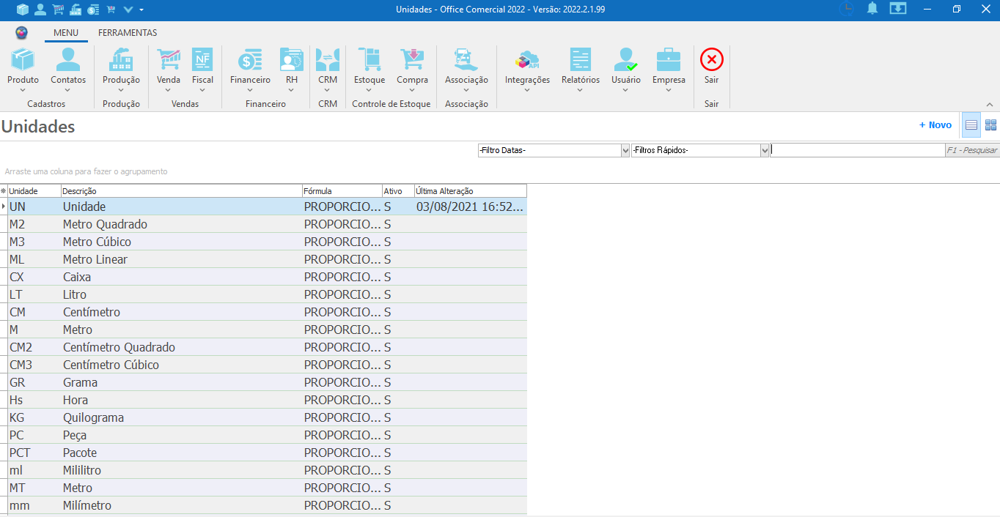 Unidades - Office Comercial 2022 - Versão: 2022.2.1.99
MENU FERRAMENTAS
NF API
Produto Contatos Produção Venda Fiscal Financeiro RH CRM Estoque Compra Associação Integrações Relatórios Usuário Empresa Sair
Cadastros Produção Vendas Financeiro CRM Controle de Estoque Associação Sair
Unidades + Novo
-Filtro Datas- -Filtros Rápidos- F1 - Pesquisar
Arraste uma coluna para fazer o agrupamento
Unidade Descrição Fórmula Ativo Última Alteração
UN Unidade PROPORCIO... S 03/08/2021 16:52...
M2 Metro Quadrado PROPORCIO... S
M3 Metro Cúbico PROPORCIO... S
ML Metro Linear PROPORCIO... S
CX Caixa PROPORCIO... S
LT Litro PROPORCIO... S
CM Centímetro PROPORCIO... S
M Metro PROPORCIO... S
CM2 Centímetro Quadrado PROPORCIO... S
CM3 Centímetro Cúbico PROPORCIO... S
GR Grama PROPORCIO... S
Hs Hora PROPORCIO... S
KG Quilograma PROPORCIO... S
PC Peça PROPORCIO... S
PCT Pacote PROPORCIO... S
ml Mililitro PROPORCIO... S
MT Metro PROPORCIO... S
mm Milímetro PROPORCIO... S